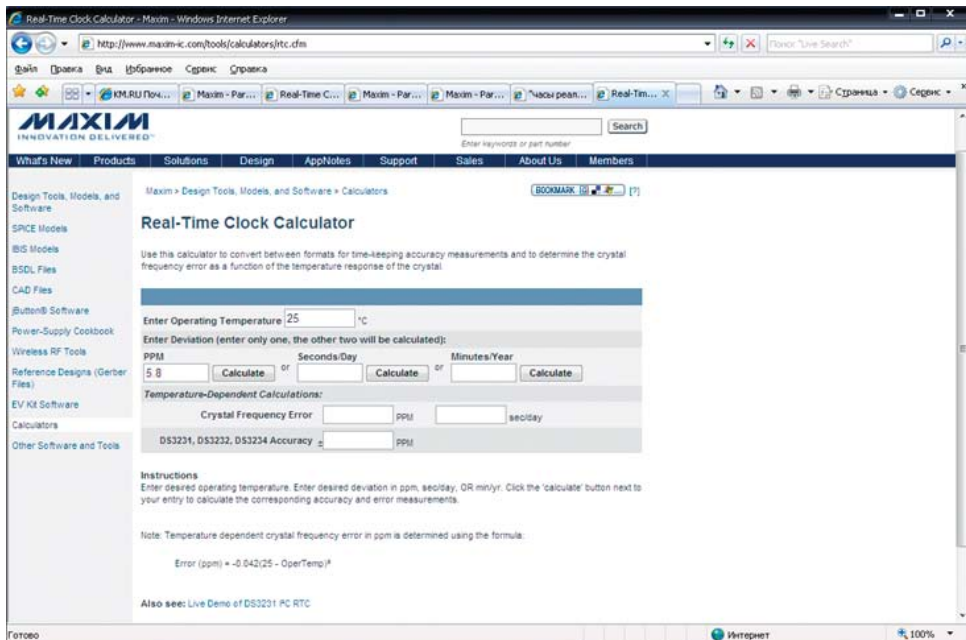 Real-Time Clock Calculator - Maxim - Windows Internet Explorer
http://www.maxim-ic.com/tools/calculators/rtc.cfm
Поиск "Live Search"
Файл Правка Вид Избранное Сервис Справка
KM.RU Поч... Maxim - Par... Real-Time C... Maxim - Par... Maxim - Par... "часы реал... Real-Tim... Страница Сервис
MAXIM
INNOVATION DELIVERED
Search
Enter keywords or part number
What's New Products Solutions Design AppNotes Support Sales About Us Members
Maxim > Design Tools, Models, and Software > Calculators
BOOKMARK [?]
Design Tools, Models, and
Software
SPICE Models
IBIS Models
BSDL Files
CAD Files
iButton® Software
Power-Supply Cookbook
Wireless RF Tools
Reference Designs (Gerber
Files)
EV Kit Software
Calculators
Other Software and Tools
Real-Time Clock Calculator
Use this calculator to convert between formats for time-keeping accuracy measurements and to determine the crystal
frequency error as a function of the temperature response of the crystal.
Enter Operating Temperature 25 °C
Enter Deviation (enter only one, the other two will be calculated):
PPM Seconds/Day Minutes/Year
5.8 Calculate or Calculate or Calculate
Temperature-Dependent Calculations:
Crystal Frequency Error PPM sec/day
DS3231, DS3232, DS3234 Accuracy ± PPM
Instructions
Enter desired operating temperature. Enter desired deviation in ppm, sec/day, OR min/yr. Click the 'calculate' button next to
your entry to calculate the corresponding accuracy and error measurements.
Note: Temperature dependent crystal frequency error in ppm is determined using the formula:
Error (ppm) = -0.042(25 - OperTemp)²
Also see: Live Demo of DS3231 I²C RTC
Готово Интернет 100%